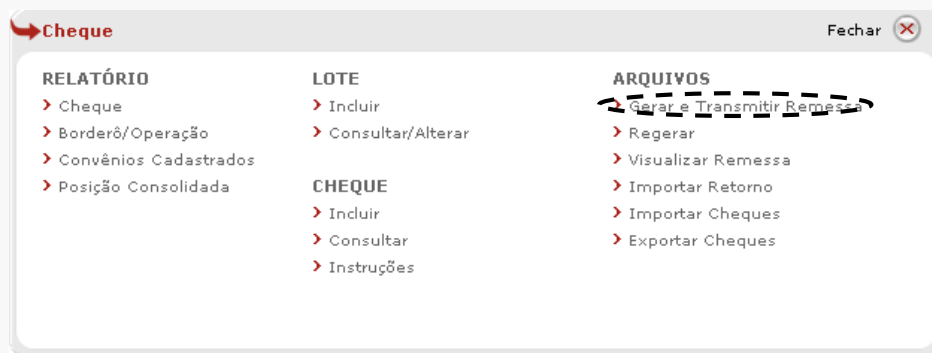 Cheque
Fechar
RELATÓRIO
Cheque
Borderô/Operação
Convênios Cadastrados
Posição Consolidada
LOTE
Incluir
Consultar/Alterar
CHEQUE
Incluir
Consultar
Instruções
ARQUIVOS
Gerar e Transmitir Remessa
Regerar
Visualizar Remessa
Importar Retorno
Importar Cheques
Exportar Cheques